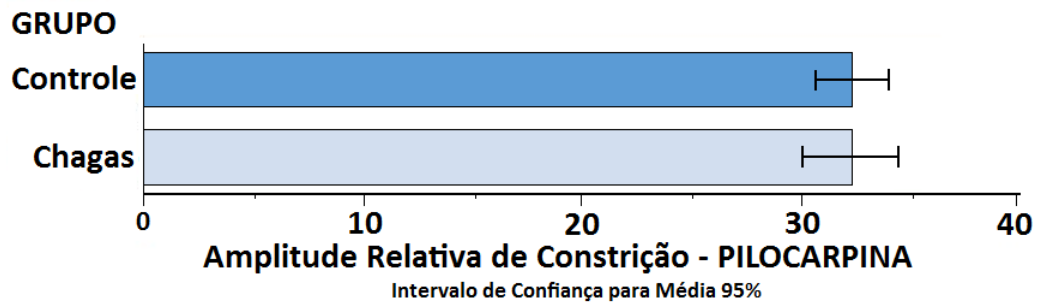 GRUPO
Controle
Chagas
0 10 20 30 40
Amplitude Relativa de Constrição - PILOCARPINA
Intervalo de Confiança para Média 95%